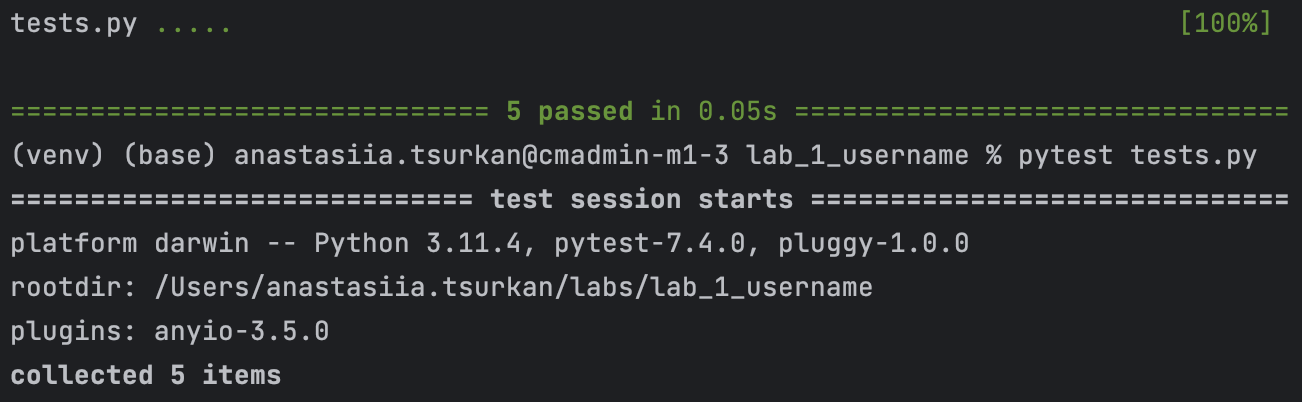 tests.py ..... [100%]
============================== 5 passed in 0.05s ===============================
(venv) (base) anastasiia.tsurkan@cmadmin-m1-3 lab_1_username % pytest tests.py
============================= test session starts ==============================
platform darwin -- Python 3.11.4, pytest-7.4.0, pluggy-1.0.0
rootdir: /Users/anastasiia.tsurkan/labs/lab_1_username
plugins: anyio-3.5.0
collected 5 items